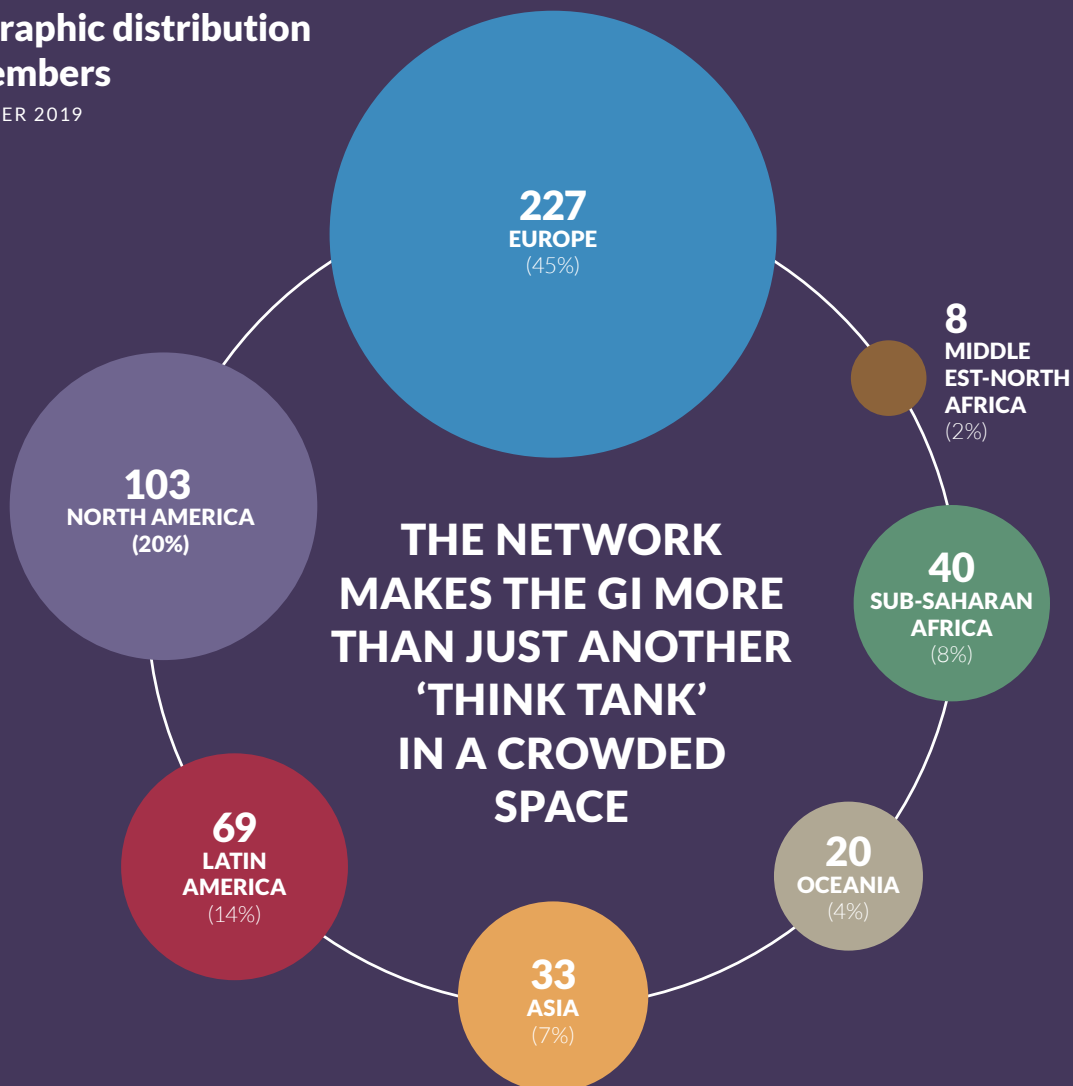 raphic distribution
embers
ER 2019
227
EUROPE
(45%)
8
MIDDLE
EST-NORTH
AFRICA
(2%)
103
NORTH AMERICA
(20%)
THE NETWORK
MAKES THE GI MORE
THAN JUST ANOTHER
‘THINK TANK’
IN A CROWDED
SPACE
40
SUB-SAHARAN
AFRICA
(8%)
69
LATIN
AMERICA
(14%)
20
OCEANIA
(4%)
33
ASIA
(7%)